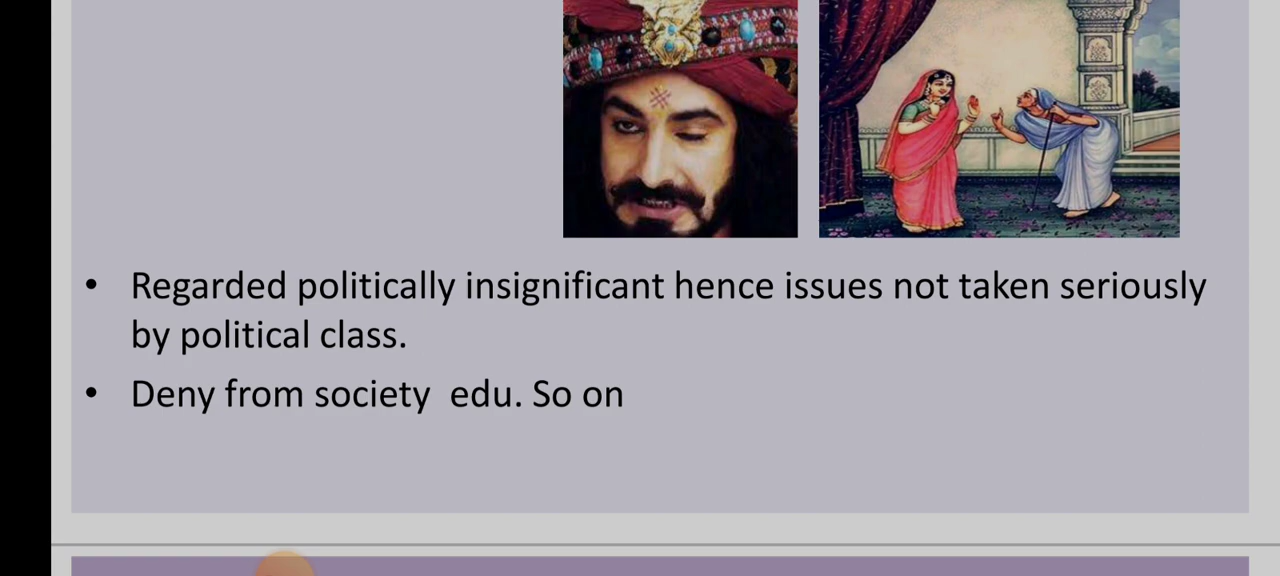 • Regarded politically insignificant hence issues not taken seriously
by political class.
• Deny from society  edu. So on